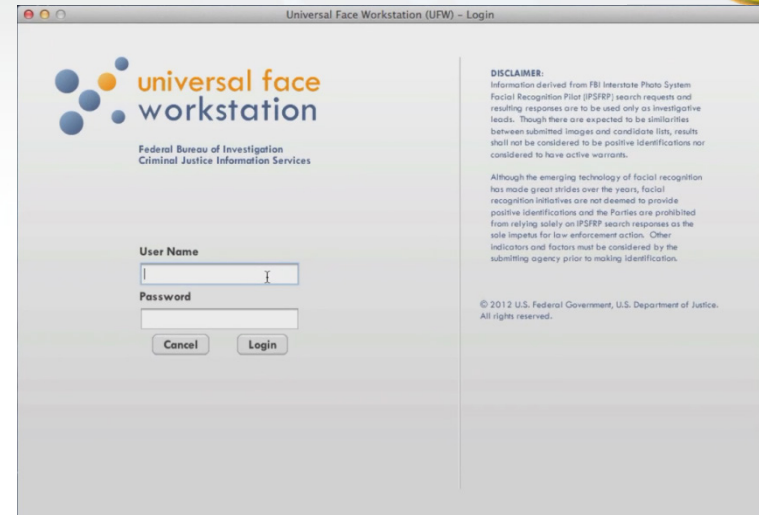 Universal Face Workstation (UFW) – Login
universal face
workstation
Federal Bureau of Investigation
Criminal Justice Information Services
User Name
Password
Cancel
Login
DISCLAIMER:
Information derived from FBI Interstate Photo System
Facial Recognition Pilot (IPSFRP) search requests and
resulting responses are to be used only as investigative
leads. Though there are expected to be similarities
between submitted images and candidate lists, results
shall not be considered to be positive identifications nor
considered to have active warrants.
Although the emerging technology of facial recognition
has made great strides over the years, facial
recognition initiatives are not deemed to provide
positive identifications and the Parties are prohibited
from relying solely on IPSFRP search responses as the
sole impetus for law enforcement action. Other
indicators and factors must be considered by the
submitting agency prior to making identification.
© 2012 U.S. Federal Government, U.S. Department of Justice.
All rights reserved.